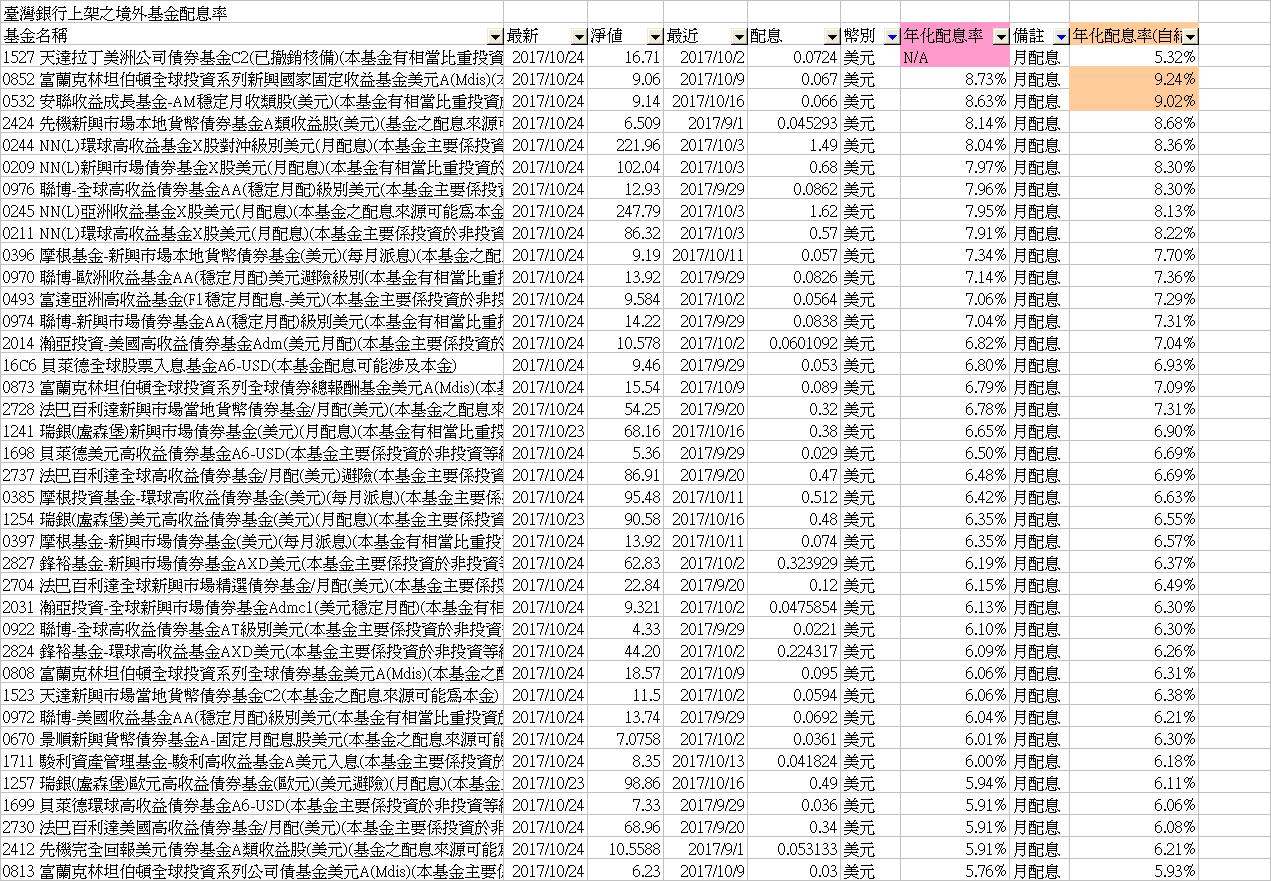 臺灣銀行上架之境外基金配息率
基金名稱 最新 淨值 最近 配息 幣別 年化配息率 備註 年化配息率(自
1527 天達拉丁美洲公司債券基金C2(已撤銷核備)(本基金有相當比重投資 2017/10/24 16.71 2017/10/2 0.0724 美元 N/A 月配息 5.32%
0852 富蘭克林坦伯頓全球投資系列新興國家固定收益基金美元A(Mdis)(本 2017/10/24 9.06 2017/10/9 0.067 美元 8.73% 月配息 9.24%
0532 安聯收益成長基金-AM穩定月收類股(美元)(本基金有相當比重投資 2017/10/24 9.14 2017/10/16 0.066 美元 8.63% 月配息 9.02%
2424 先機新興市場本地貨幣債券基金A類收益股(美元)(基金之配息來源可 2017/10/24 6.509 2017/9/1 0.045293 美元 8.14% 月配息 8.68%
0244 NN(L)環球高收益基金X股對沖級別美元(月配息)(本基金主要係投資 2017/10/24 221.96 2017/10/3 1.49 美元 8.04% 月配息 8.36%
0209 NN(L)新興市場債券基金X股美元(月配息)(本基金有相當比重投資於 2017/10/24 102.04 2017/10/3 0.68 美元 7.97% 月配息 8.30%
0976 聯博-全球高收益債券基金AA(穩定月配)級別美元(本基金主要係投資 2017/10/24 12.93 2017/9/29 0.0862 美元 7.96% 月配息 8.30%
0245 NN(L)亞洲收益基金X股美元(月配息)(本基金之配息來源可能為本金 2017/10/24 247.79 2017/10/3 1.62 美元 7.95% 月配息 8.13%
0211 NN(L)環球高收益基金X股美元(月配息)(本基金主要係投資於非投資 2017/10/24 86.32 2017/10/3 0.57 美元 7.91% 月配息 8.22%
0396 摩根基金-新興市場本地貨幣債券基金(美元)(每月派息)(本基金之配 2017/10/24 9.19 2017/10/11 0.057 美元 7.34% 月配息 7.70%
0970 聯博-歐洲收益基金AA(穩定月配)美元避險級別(本基金有相當比重投 2017/10/24 13.92 2017/9/29 0.0826 美元 7.14% 月配息 7.36%
0493 富達亞洲高收益基金(F1穩定月配息-美元)(本基金主要係投資於非投 2017/10/24 9.584 2017/10/2 0.0564 美元 7.06% 月配息 7.29%
0974 聯博-新興市場債券基金AA(穩定月配)級別美元(本基金有相當比重投 2017/10/24 14.22 2017/9/29 0.0838 美元 7.04% 月配息 7.31%
2014 瀚亞投資-美國高收益債券基金Adm(美元月配)(本基金主要係投資於 2017/10/24 10.578 2017/10/2 0.0601092 美元 6.82% 月配息 7.04%
16C6 貝萊德全球股票入息基金A6-USD(本基金配息可能涉及本金) 2017/10/24 9.46 2017/9/29 0.053 美元 6.80% 月配息 6.93%
0873 富蘭克林坦伯頓全球投資系列全球債券總報酬基金美元A(Mdis)(本基 2017/10/24 15.54 2017/10/9 0.089 美元 6.79% 月配息 7.09%
2728 法巴百利達新興市場當地貨幣債券基金/月配(美元)(本基金之配息來 2017/10/24 54.25 2017/9/20 0.32 美元 6.78% 月配息 7.31%
1241 瑞銀(盧森堡)新興市場債券基金(美元)(月配息)(本基金有相當比重投 2017/10/23 68.16 2017/10/16 0.38 美元 6.65% 月配息 6.90%
1698 貝萊德美元高收益債券基金A6-USD(本基金主要係投資於非投資等級 2017/10/24 5.36 2017/9/29 0.029 美元 6.50% 月配息 6.69%
2737 法巴百利達全球高收益債券基金/月配(美元)避險(本基金主要係投資 2017/10/24 86.91 2017/9/20 0.47 美元 6.48% 月配息 6.69%
0385 摩根投資基金-環球高收益債券基金(美元)(每月派息)(本基金主要係 2017/10/24 95.48 2017/10/11 0.512 美元 6.42% 月配息 6.63%
1254 瑞銀(盧森堡)美元高收益債券基金(美元)(月配息)(本基金主要係投資 2017/10/23 90.58 2017/10/16 0.48 美元 6.35% 月配息 6.55%
0397 摩根基金-新興市場債券基金(美元)(每月派息)(本基金有相當比重投 2017/10/24 13.92 2017/10/11 0.074 美元 6.35% 月配息 6.57%
2827 鋒裕基金-新興市場債券基金AXD美元(本基金主要係投資於非投資等 2017/10/24 62.83 2017/10/2 0.323929 美元 6.19% 月配息 6.37%
2704 法巴百利達全球新興市場精選債券基金/月配(美元)(本基金主要係投 2017/10/24 22.84 2017/9/20 0.12 美元 6.15% 月配息 6.49%
2031 瀚亞投資-全球新興市場債券基金Admc1(美元穩定月配)(本基金有相 2017/10/24 9.321 2017/10/2 0.0475854 美元 6.13% 月配息 6.30%
0922 聯博-全球高收益債券基金AT級別美元(本基金主要係投資於非投資 2017/10/24 4.33 2017/9/29 0.0221 美元 6.10% 月配息 6.30%
2824 鋒裕基金-環球高收益基金AXD美元(本基金主要係投資於非投資等 2017/10/24 44.20 2017/10/2 0.224317 美元 6.09% 月配息 6.26%
0808 富蘭克林坦伯頓全球投資系列全球債券基金美元A(Mdis)(本基金之配 2017/10/24 18.57 2017/10/9 0.095 美元 6.06% 月配息 6.31%
1523 天達新興市場當地貨幣債券基金C2(本基金之配息來源可能為本金) 2017/10/24 11.5 2017/10/2 0.0594 美元 6.06% 月配息 6.38%
0972 聯博-美國收益基金AA(穩定月配)級別美元(本基金有相當比重投資於 2017/10/24 13.74 2017/9/29 0.0692 美元 6.04% 月配息 6.21%
0670 景順新興貨幣債券基金A-固定月配息股美元(本基金之配息來源可能 2017/10/24 7.0758 2017/10/2 0.0361 美元 6.01% 月配息 6.30%
1711 駿利資產管理基金-駿利高收益基金A美元入息(本基金主要係投資於 2017/10/24 8.35 2017/10/13 0.041824 美元 6.00% 月配息 6.18%
1257 瑞銀(盧森堡)歐元高收益債券基金(歐元)(美元避險)(月配息)(本基金 2017/10/23 98.86 2017/10/16 0.49 美元 5.94% 月配息 6.11%
1699 貝萊德環球高收益債券基金A6-USD(本基金主要係投資於非投資等級 2017/10/24 7.33 2017/9/29 0.036 美元 5.91% 月配息 6.06%
2730 法巴百利達美國高收益債券基金/月配(美元)(本基金主要係投資於非 2017/10/24 68.96 2017/9/20 0.34 美元 5.91% 月配息 6.08%
2412 先機完全回報美元債券基金A類收益股(美元)(基金之配息來源可能為 2017/10/24 10.5588 2017/9/1 0.053133 美元 5.91% 月配息 6.21%
0813 富蘭克林坦伯頓全球投資系列公司債基金美元A(Mdis)(本基金主要係 2017/10/24 6.23 2017/10/9 0.03 美元 5.76% 月配息 5.93%